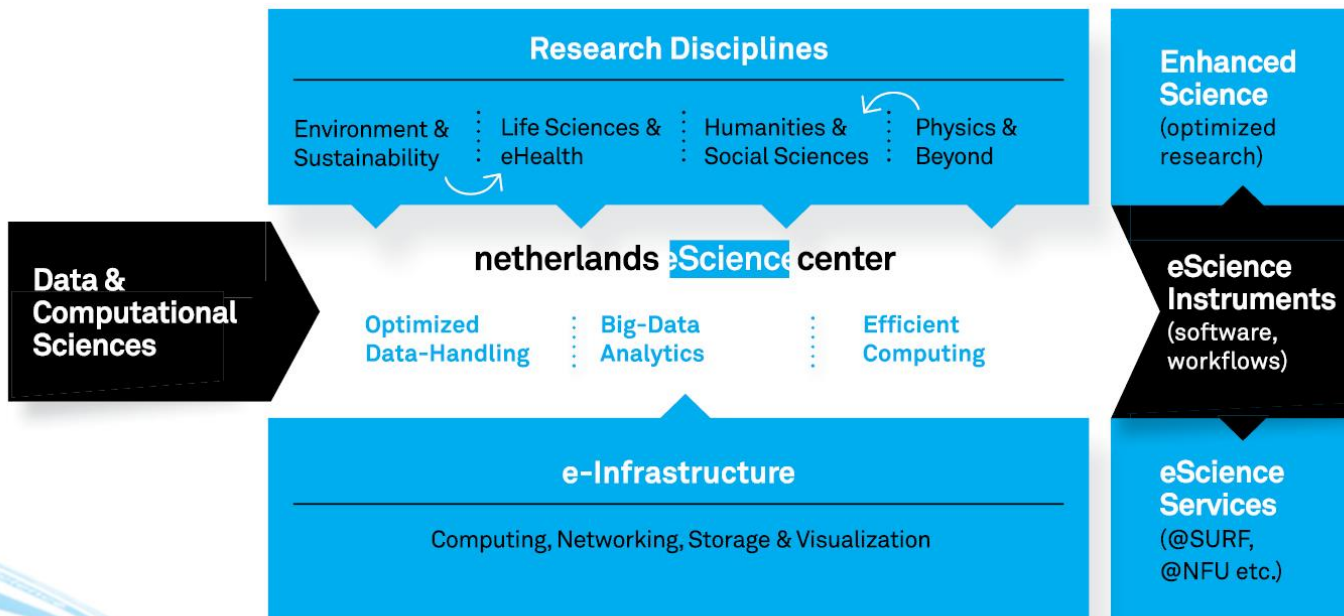 Research Disciplines
Environment &
Sustainability
Life Sciences &
eHealth
Humanities &
Social Sciences
Physics &
Beyond
Enhanced
Science
(optimized
research)
Data &
Computational
Sciences
netherlands eScience center
Optimized
Data-Handling
Big-Data
Analytics
Efficient
Computing
eScience
Instruments
(software,
workflows)
e-Infrastructure
Computing, Networking, Storage & Visualization
eScience
Services
(@SURF,
@NFU etc.)